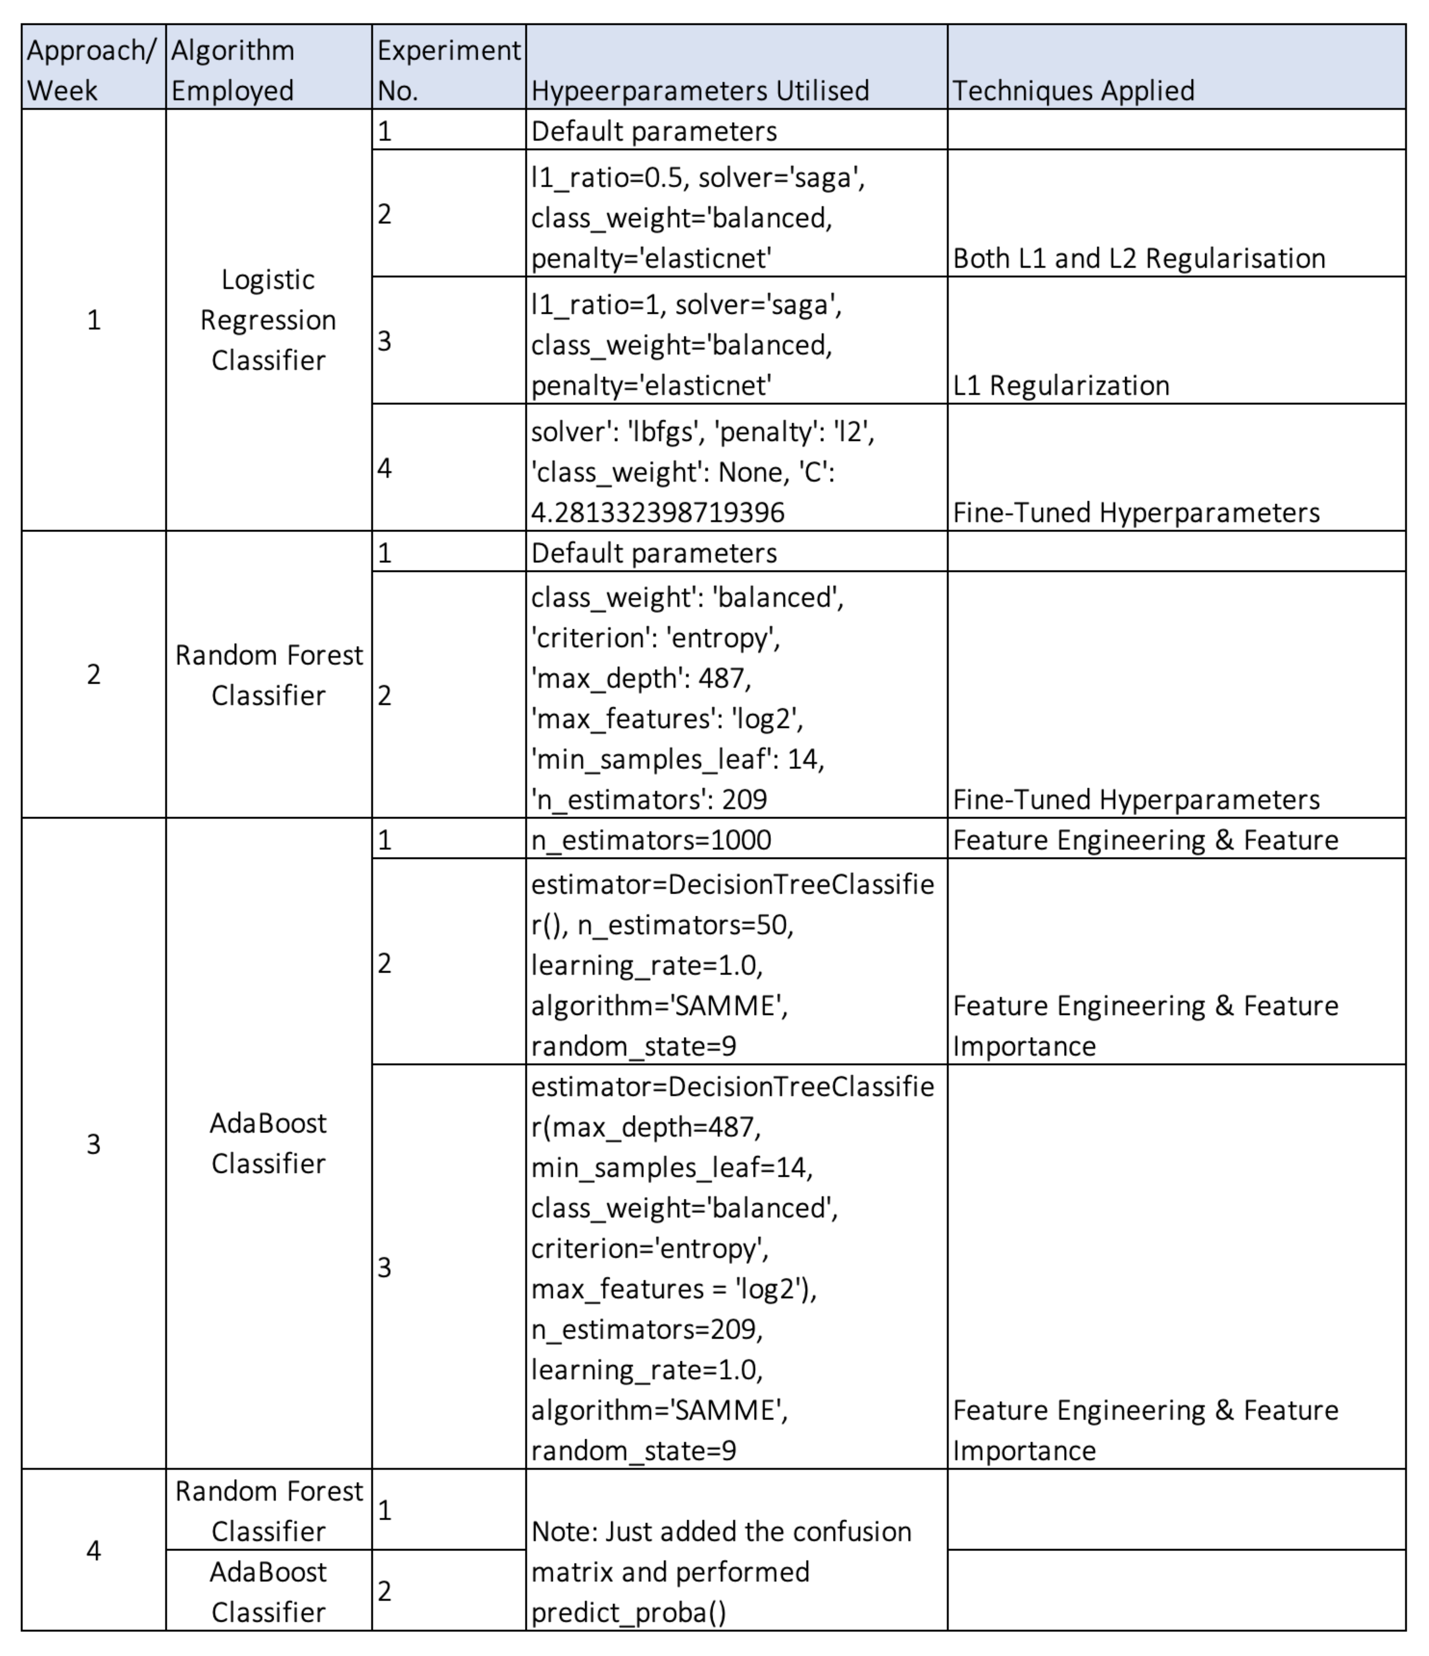 Approach/
Week
Algorithm
Employed
Experiment
No.
Hypeerparameters Utilised
Techniques Applied
1
Logistic
Regression
Classifier
1
Default parameters
2
l1_ratio=0.5, solver='saga',
class_weight='balanced,
penalty='elasticnet'
Both L1 and L2 Regularisation
3
l1_ratio=1, solver='saga',
class_weight='balanced,
penalty='elasticnet'
L1 Regularization
4
solver': 'lbfgs', 'penalty': 'l2',
'class_weight': None, 'C':
4.281332398719396
Fine-Tuned Hyperparameters
2
Random Forest
Classifier
1
Default parameters
2
class_weight': 'balanced',
'criterion': 'entropy',
'max_depth': 487,
'max_features': 'log2',
'min_samples_leaf': 14,
'n_estimators': 209
Fine-Tuned Hyperparameters
3
AdaBoost
Classifier
1
n_estimators=1000
Feature Engineering & Feature
2
estimator=DecisionTreeClassifie
r(), n_estimators=50,
learning_rate=1.0,
algorithm='SAMME',
random_state=9
Feature Engineering & Feature
Importance
3
estimator=DecisionTreeClassifie
r(max_depth=487,
min_samples_leaf=14,
class_weight='balanced',
criterion='entropy',
max_features = 'log2'),
n_estimators=209,
learning_rate=1.0,
algorithm='SAMME',
random_state=9
Feature Engineering & Feature
Importance
4
Random Forest
Classifier
1
Note: Just added the confusion
matrix and performed
predict_proba()
AdaBoost
Classifier
2